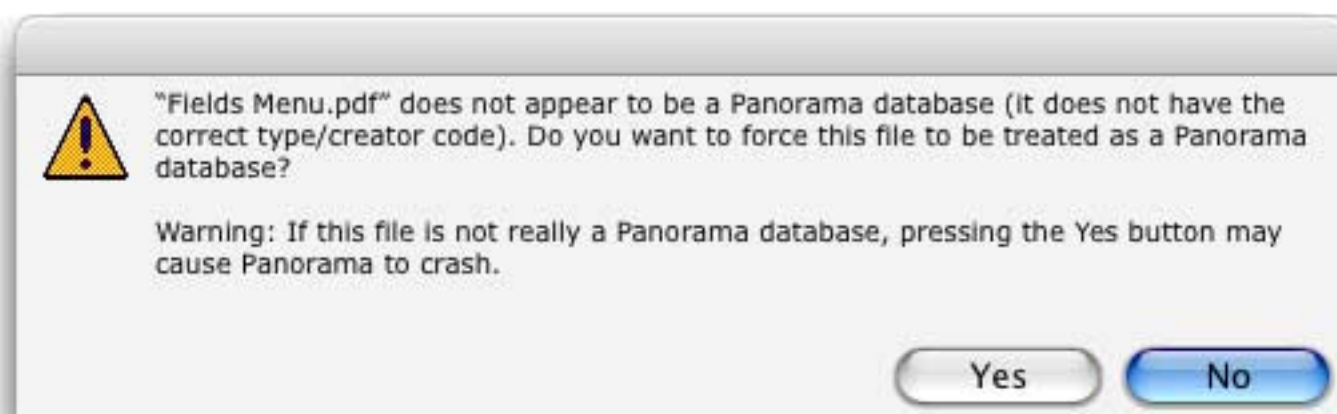 “Fields Menu.pdf” does not appear to be a Panorama database (it does not have the
correct type/creator code). Do you want to force this file to be treated as a Panorama
database?
Warning: If this file is not really a Panorama database, pressing the Yes button may
cause Panorama to crash.
Yes No